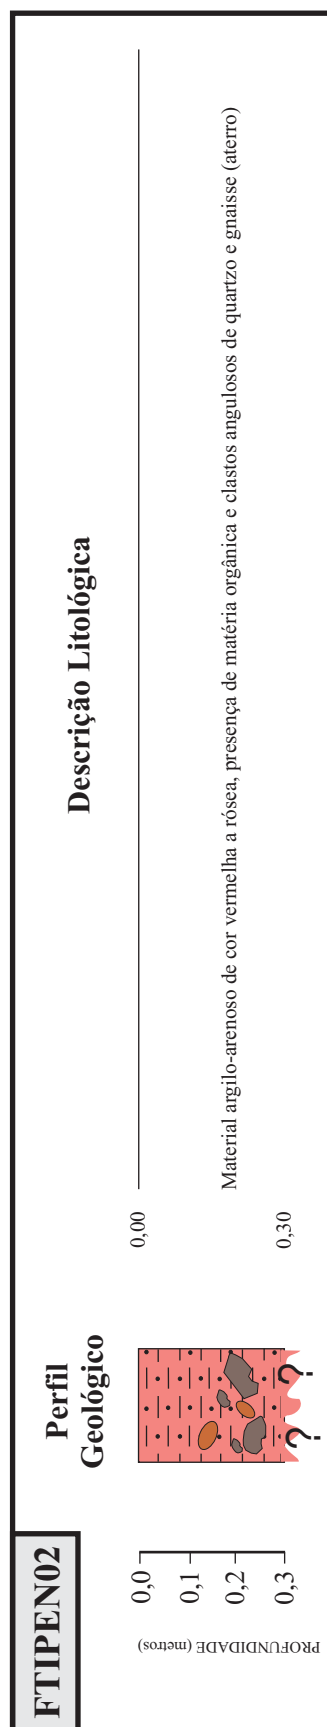 FTIPEN02
Perfil
Geológico
Descrição Litológica
PROFUNDIDADE (metros)
0,0
0,1
0,2
0,3
? ?
0,00
0,30
Material argilo-arenoso de cor vermelha a rósea, presença de matéria orgânica e clastos angulosos de quartzo e gnaisse (aterro)